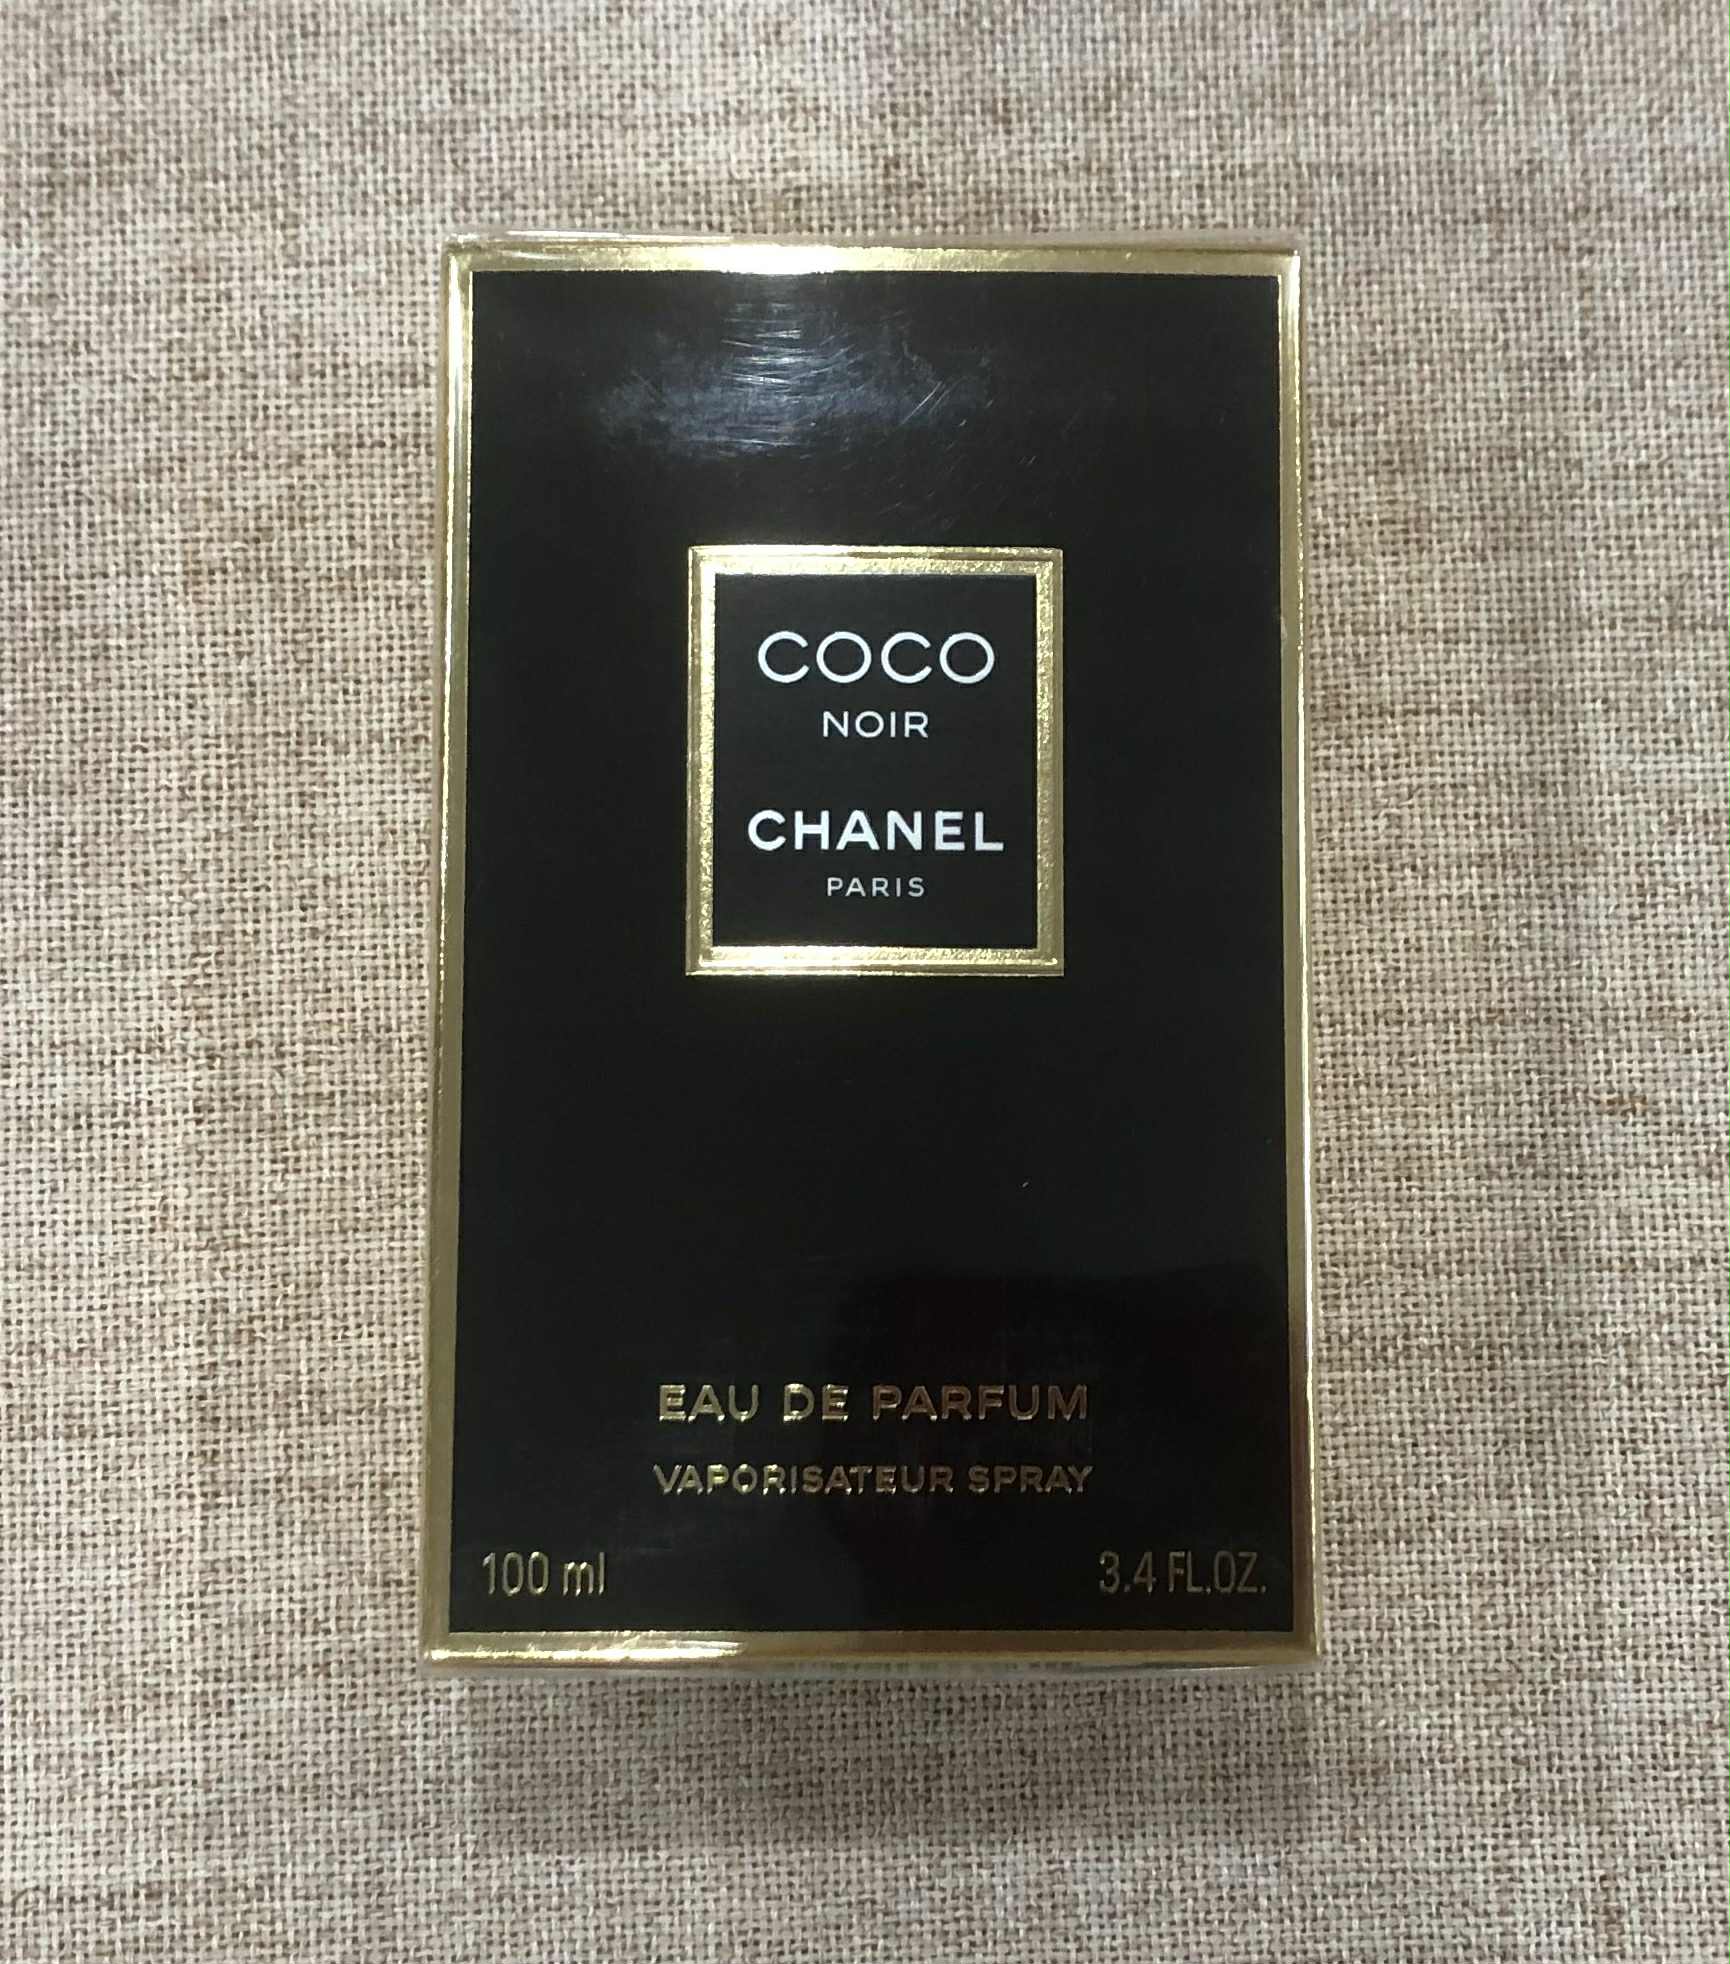 COCO
NOIR
CHANEL
PARIS
EAU DE PARFUM
VAPORISATEUR SPRAY
100 ml 3.4 FL.OZ.